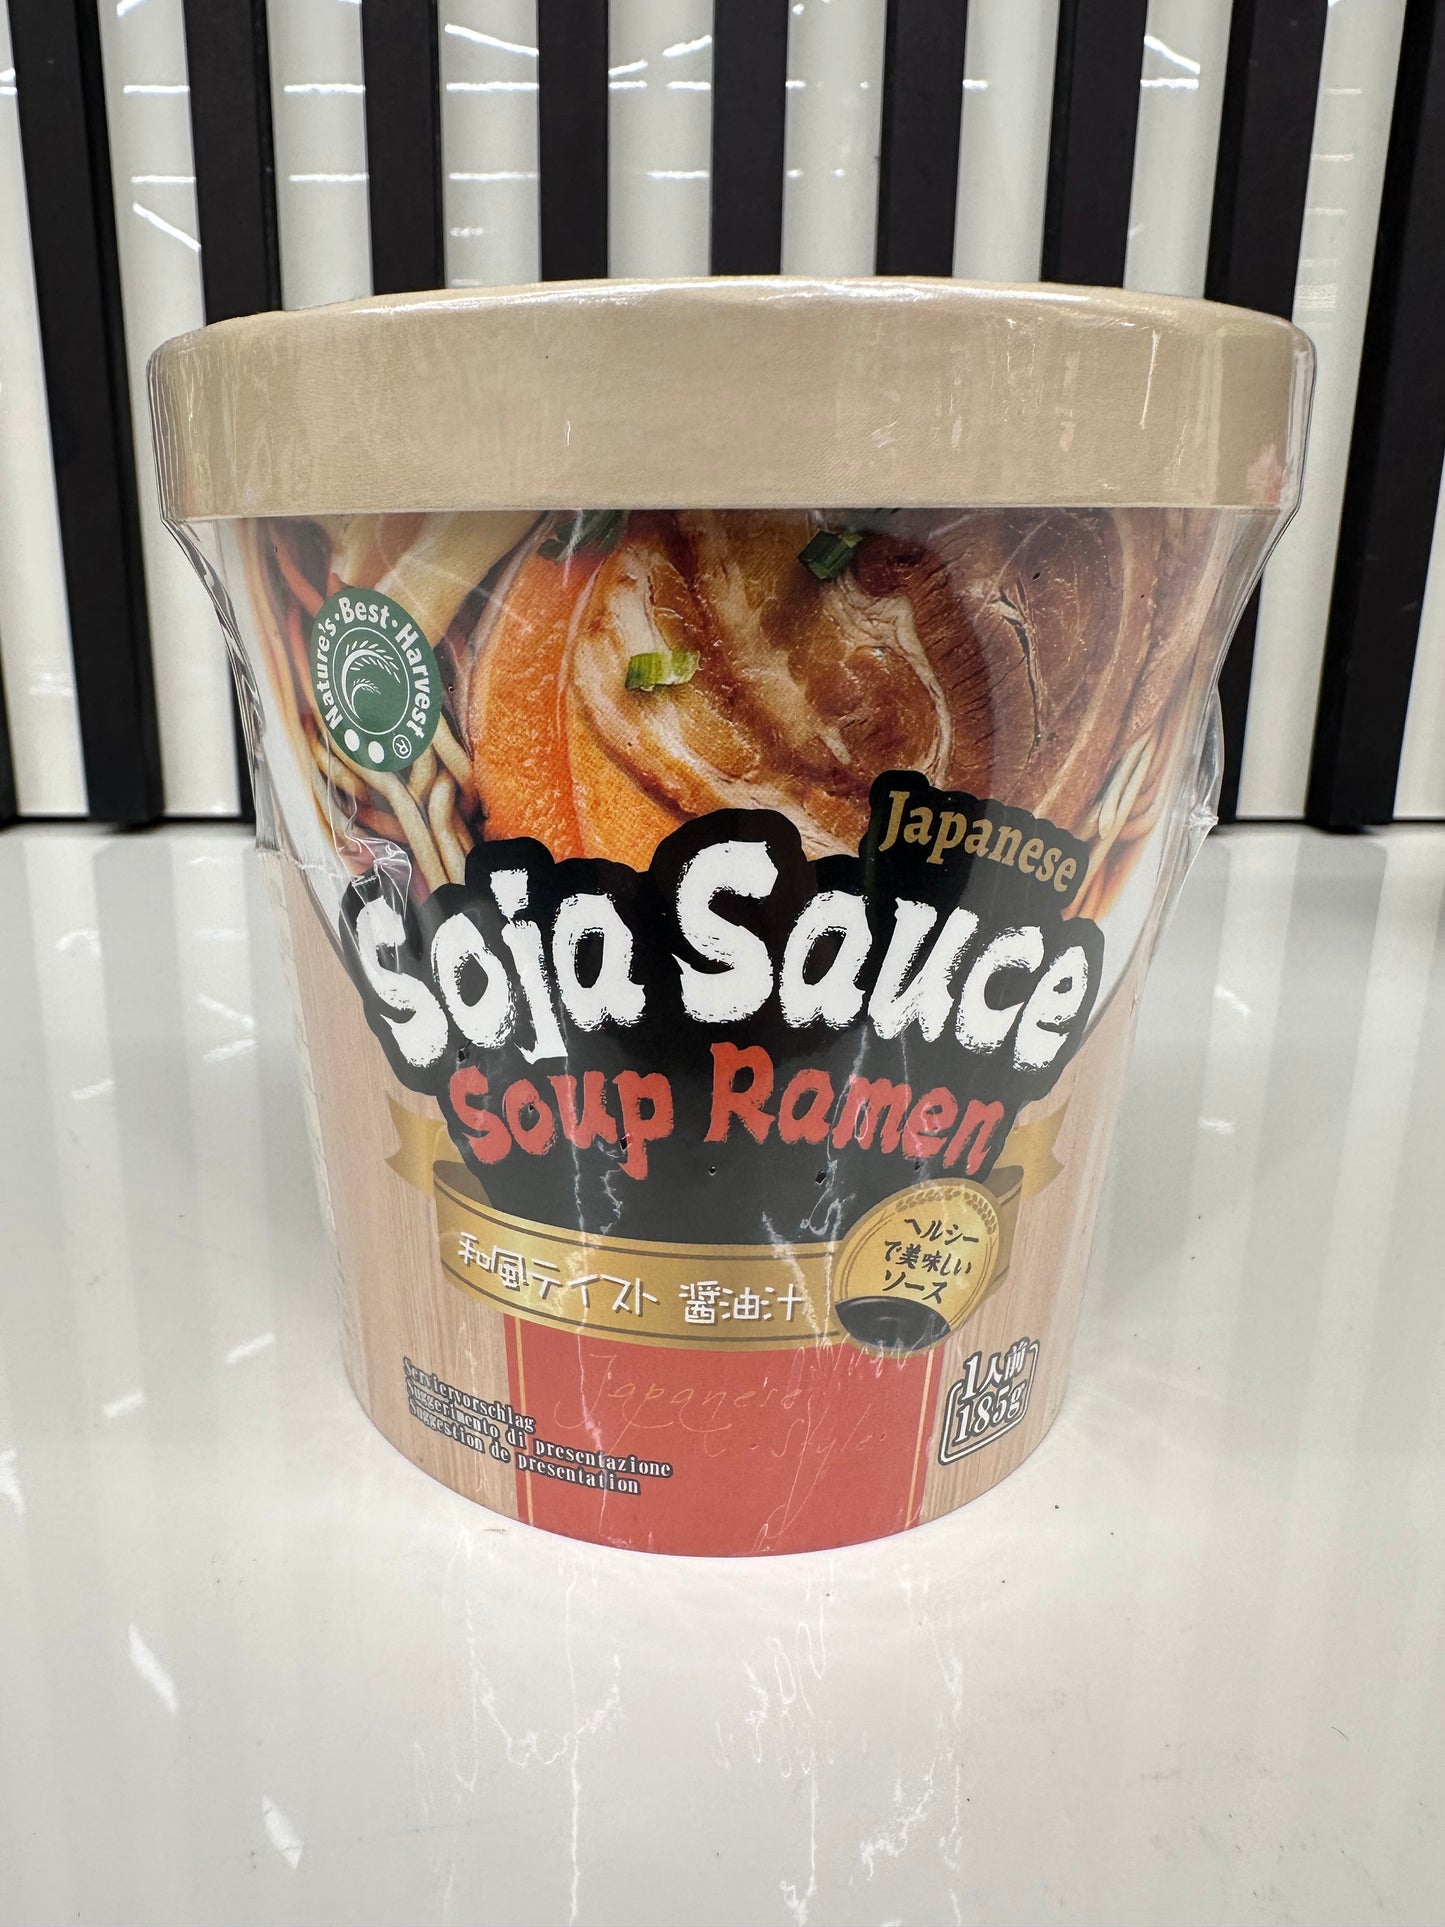 Nature's·Best·Harvest®
Japanese
Soja Sauce
Soup Ramen
和風テイスト 醤油汁
ヘルシー
で美味しい
ソース
Japanese
Style
Serviervorschlag
Suggerimento di presentazione
Suggestion de presentation
1人前
185g